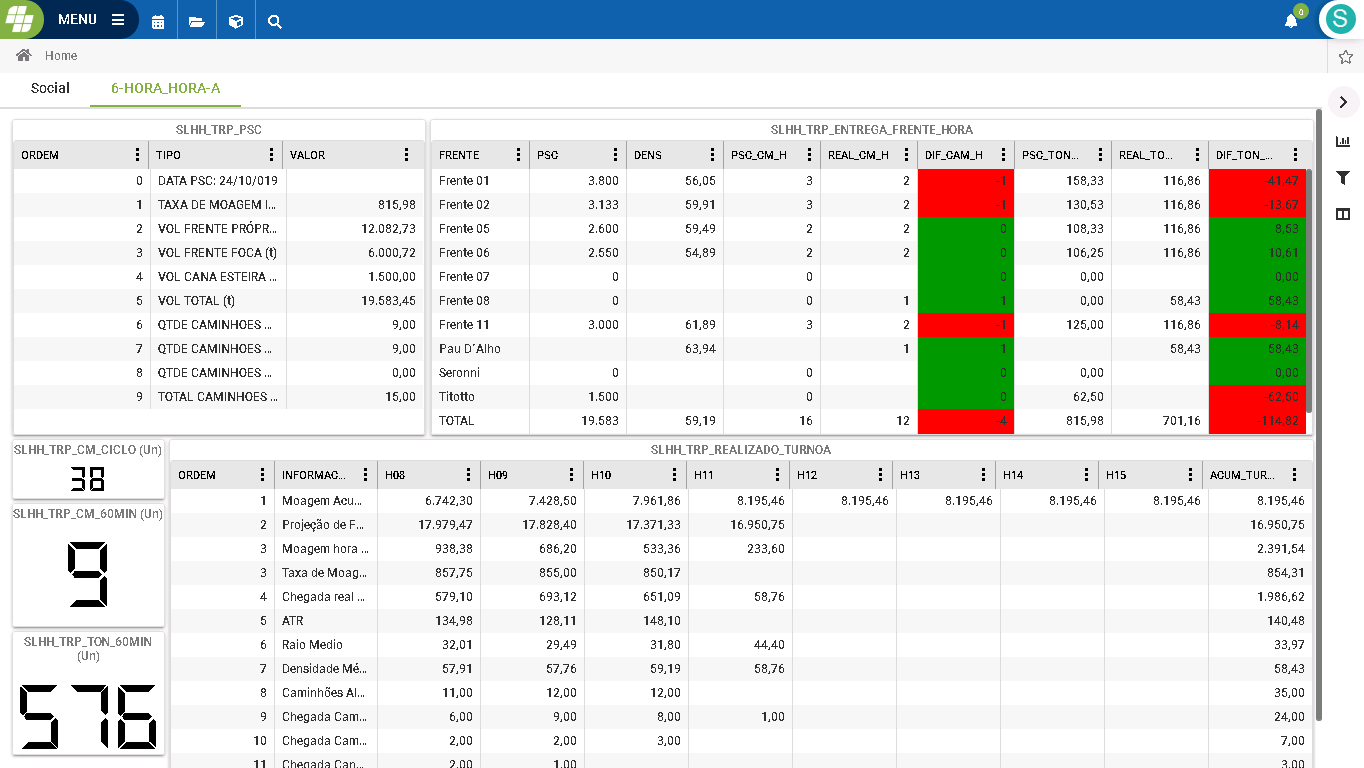 MENU
0
S
Home
Social 6-HORA_HORA-A
SLHH_TRP_PSC
ORDEM TIPO VALOR
0 DATA PSC: 24/10/019
1 TAXA DE MOAGEM I... 815,98
2 VOL FRENTE PRÓPR... 12.082,73
3 VOL FRENTE FOCA (t) 6.000,72
4 VOL CANA ESTEIRA ... 1.500,00
5 VOL TOTAL (t) 19.583,45
6 QTDE CAMINHOES ... 9,00
7 QTDE CAMINHOES ... 9,00
8 QTDE CAMINHOES ... 0,00
9 TOTAL CAMINHOES ... 15,00
SLHH_TRP_ENTREGA_FRENTE_HORA
FRENTE PSC DENS PSC_CM_H REAL_CM_H DIF_CAM_H PSC_TON... REAL_TO... DIF_TON_...
Frente 01 3.800 56,05 3 2 -1 158,33 116,86 -41,47
Frente 02 3.133 59,91 3 2 -1 130,53 116,86 -13,67
Frente 05 2.600 59,49 2 2 0 108,33 116,86 8,53
Frente 06 2.550 54,89 2 2 0 106,25 116,86 10,61
Frente 07 0 0 0 0,00 0,00
Frente 08 0 0 1 1 0,00 58,43 58,43
Frente 11 3.000 61,89 3 2 -1 125,00 116,86 -8,14
Pau D´Alho 63,94 1 1 58,43 58,43
Seronni 0 0 0 0,00 0,00
Titotto 1.500 0 0 62,50 -62,50
TOTAL 19.583 59,19 16 12 -4 815,98 701,16 -114,82
SLHH_TRP_CM_CICLO (Un)
38
SLHH_TRP_CM_60MIN (Un)
9
SLHH_TRP_TON_60MIN
(Un)
576
SLHH_TRP_REALIZADO_TURNOA
ORDEM INFORMAC... H08 H09 H10 H11 H12 H13 H14 H15 ACUM_TUR...
1 Moagem Acu... 6.742,30 7.428,50 7.961,86 8.195,46 8.195,46 8.195,46 8.195,46 8.195,46 8.195,46
2 Projeção de F... 17.979,47 17.828,40 17.371,33 16.950,75 16.950,75
3 Moagem hora ... 938,38 686,20 533,36 233,60 2.391,54
3 Taxa de Moag... 857,75 855,00 850,17 854,31
4 Chegada real ... 579,10 693,12 651,09 58,76 1.986,62
5 ATR 134,98 128,11 148,10 140,48
6 Raio Medio 32,01 29,49 31,80 44,40 33,97
7 Densidade Mé... 57,91 57,76 59,19 58,76 58,43
8 Caminhões Al... 11,00 12,00 12,00 35,00
9 Chegada Cam... 6,00 9,00 8,00 1,00 24,00
10 Chegada Cam... 2,00 2,00 3,00 7,00
11 Chegada Can... 2,00 1,00 3,00